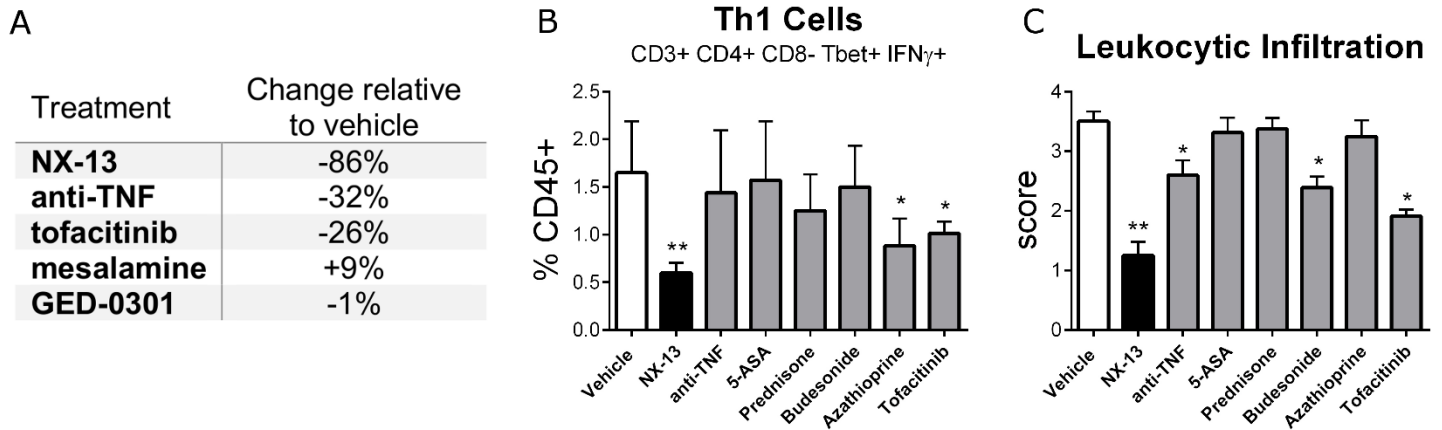 A
Treatment Change relative to vehicle
NX-13 -86%
anti-TNF -32%
tofacitinib -26%
mesalamine +9%
GED-0301 -1%
B
Th1 Cells
CD3+ CD4+ CD8- Tbet+ IFNγ+
% CD45+
2.5
2.0
1.5
1.0
0.5
0.0
**
*
*
Vehicle
NX-13
anti-TNF
5-ASA
Prednisone
Budesonide
Azathioprine
Tofacitinib
C
Leukocytic Infiltration
score
4
3
2
1
0
**
*
*
*
Vehicle
NX-13
anti-TNF
5-ASA
Prednisone
Budesonide
Azathioprine
Tofacitinib